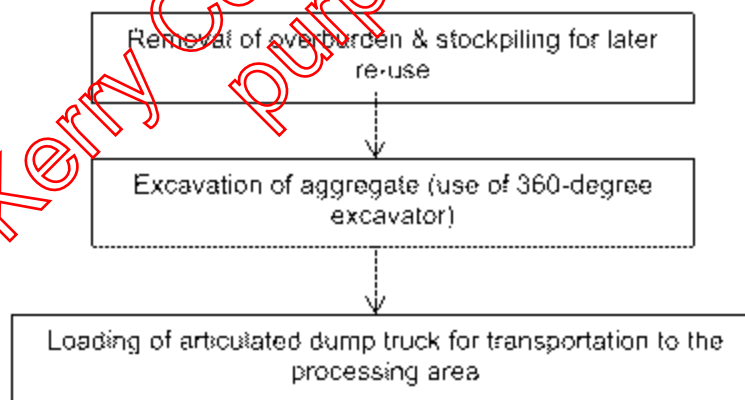 Removal of overburden & stockpiling for later
re-use
Excavation of aggregate (use of 360-degree
excavator)
Loading of articulated dump truck for transportation to the
processing area
Kerry